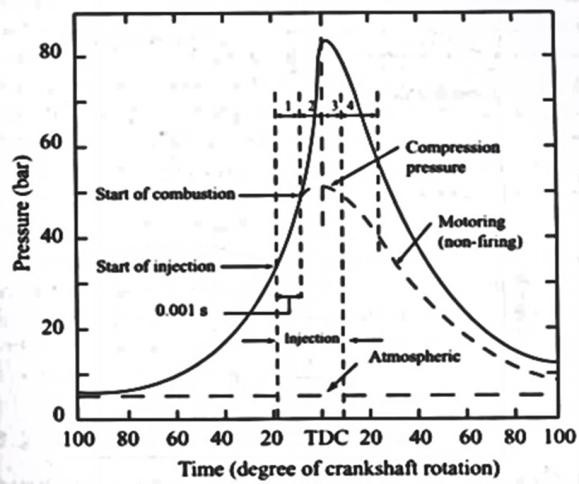 80
60
40
20
0
Pressure (bar)
1 2 3 4
Compression
pressure
Start of combustion
Motoring
(non-firing)
Start of injection
0.001 s
Injection
Atmospheric
100 80 60 40 20 TDC 20 40 60 80 100
Time (degree of crankshaft rotation)